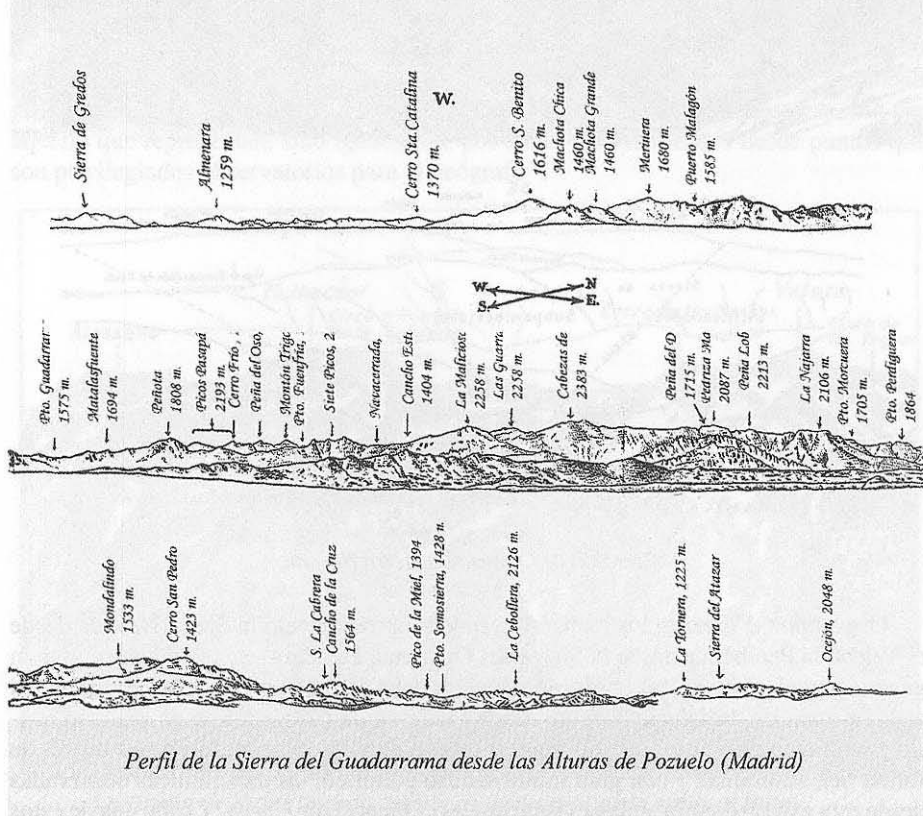 Sierra de Gredos
Almenara
1259 m.
Cerro Sta Catalina
1370 m.
W.
Cerro S. Benito
1616 m.
Machota Chica
1460 m.
Machota Grande
1460 m.
Merinera
1680 m.
Puerto Malagón
1585 m.
W.
N
S.
E.
Pto. Guadarran
1575 m.
Matalasfuente
1694 m.
Peñota
1808 m.
Picos Pasapá
2193 m.
Cerro Frío,
Peña del Oso,
Montón Trigo
Pto. Fuenfría,
Siete Picos, 2
Navacerrada,
Cancho Esti
1404 m.
La Malicios
2258 m.
Las Guarra
2258 m.
Cabezas de
2383 m.
Peña del D
1715 m.
Pedriza Ma
2087 m.
Peña Lob
2213 m.
La Najarra
2106 m.
Pto. Morcuera
1705 m.
Pto. Perdiguera
1864
Mondalindo
1533 m.
Cerro San Pedro
1423 m.
S. La Cabrera
Cancho de la Cruz
1564 m.
Pico de la Miel, 1394
Pto. Somosierra, 1428 n.
La Cebollera, 2126 m.
La Tornera, 1225 m.
Sierra del Atazar
Ocejón, 2048 m.
Perfil de la Sierra del Guadarrama desde las Alturas de Pozuelo (Madrid)